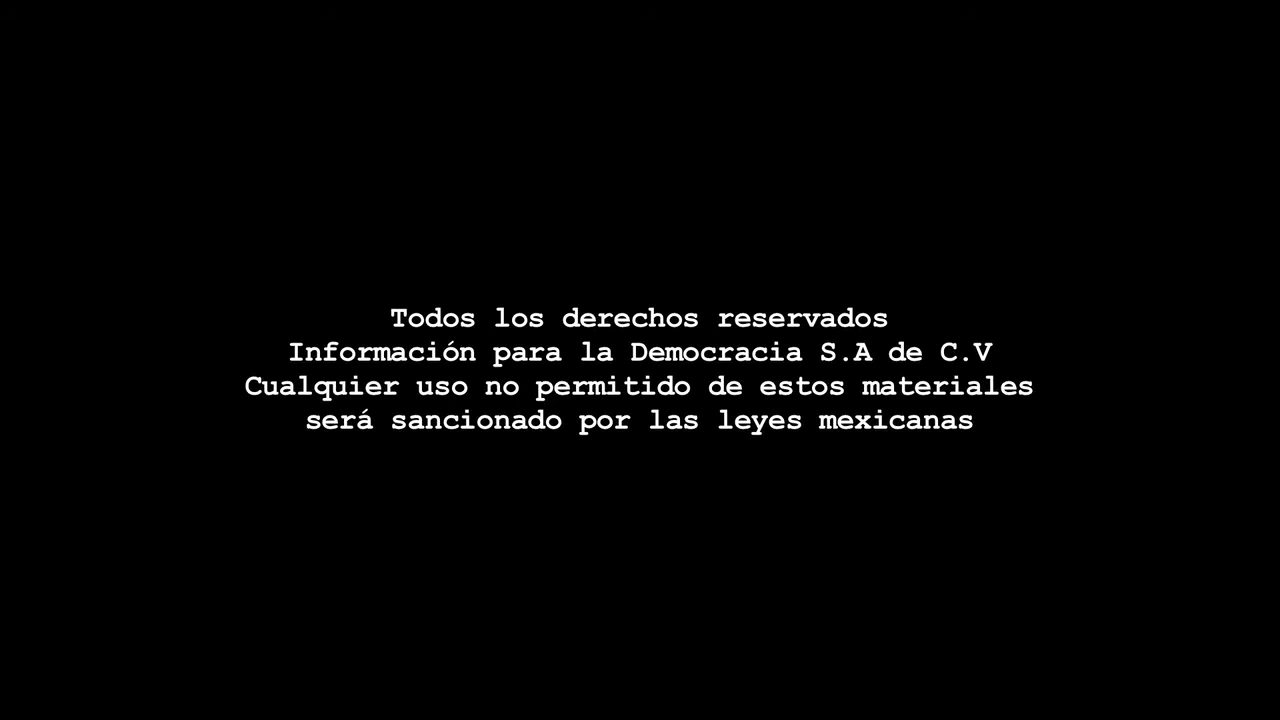 Todos los derechos reservados
Información para la Democracia S.A de C.V
Cualquier uso no permitido de estos materiales
será sancionado por las leyes mexicanas